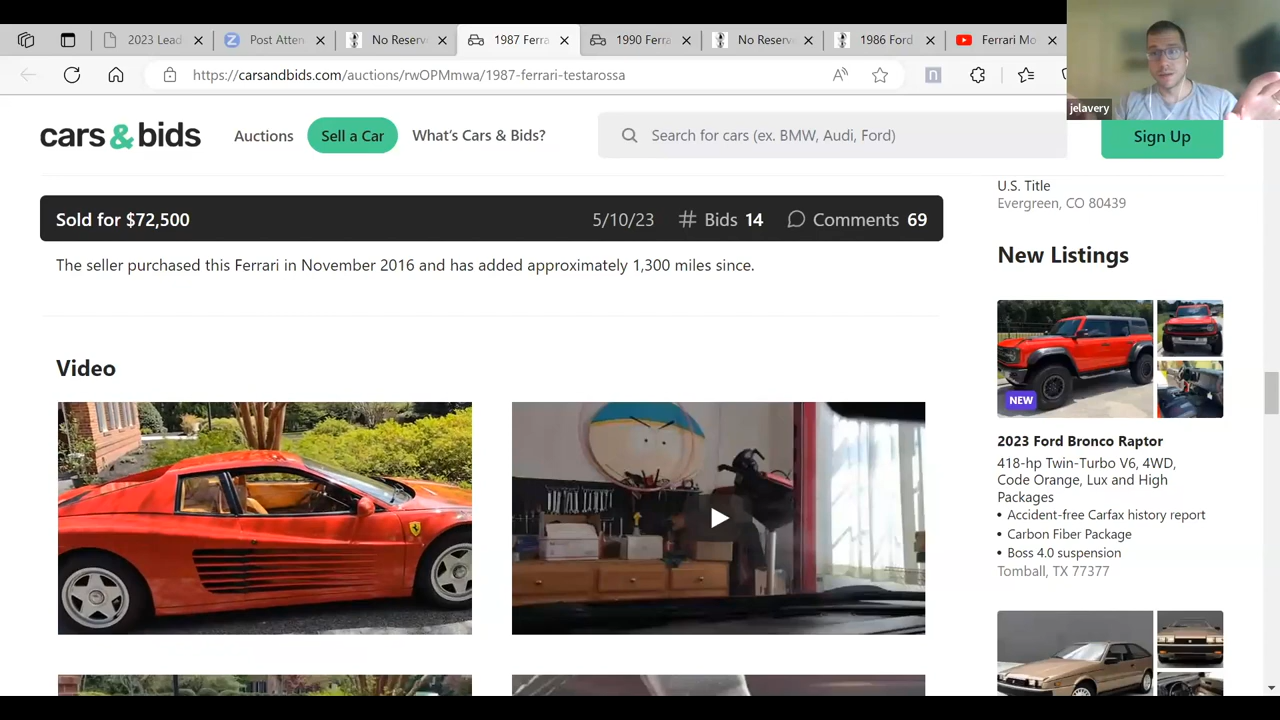 2023 Lead
Post Atten
No Reserv
1987 Ferra
1990 Ferra
No Reserv
1986 Ford
Ferrari Mo
https://carsandbids.com/auctions/rwOPMmwa/1987-ferrari-testarossa
jelavery
cars & bids
Auctions
Sell a Car
What's Cars & Bids?
Search for cars (ex. BMW, Audi, Ford)
Sign Up
Sold for $72,500
5/10/23
# Bids 14
Comments 69
The seller purchased this Ferrari in November 2016 and has added approximately 1,300 miles since.
Video
U.S. Title
Evergreen, CO 80439
New Listings
NEW
2023 Ford Bronco Raptor
418-hp Twin-Turbo V6, 4WD,
Code Orange, Lux and High
Packages
• Accident-free Carfax history report
• Carbon Fiber Package
• Boss 4.0 suspension
Tomball, TX 77377